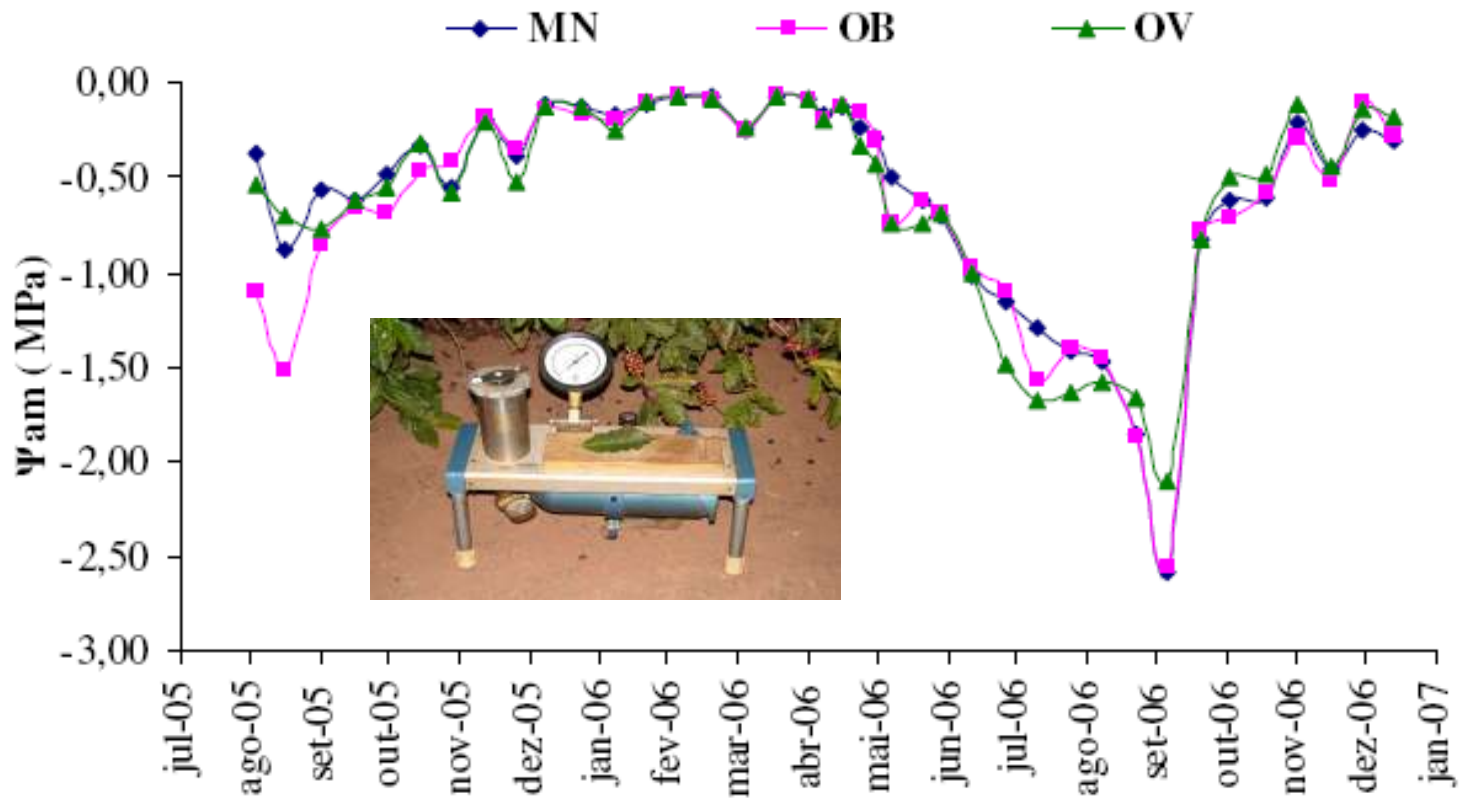 MN OB OV
0,00
-0,50
-1,00
-1,50
-2,00
-2,50
-3,00
Ψam ( MPa)
jul-05
ago-05
set-05
out-05
nov-05
dez-05
jan-06
fev-06
mar-06
abr-06
mai-06
jun-06
jul-06
ago-06
set-06
out-06
nov-06
dez-06
jan-07